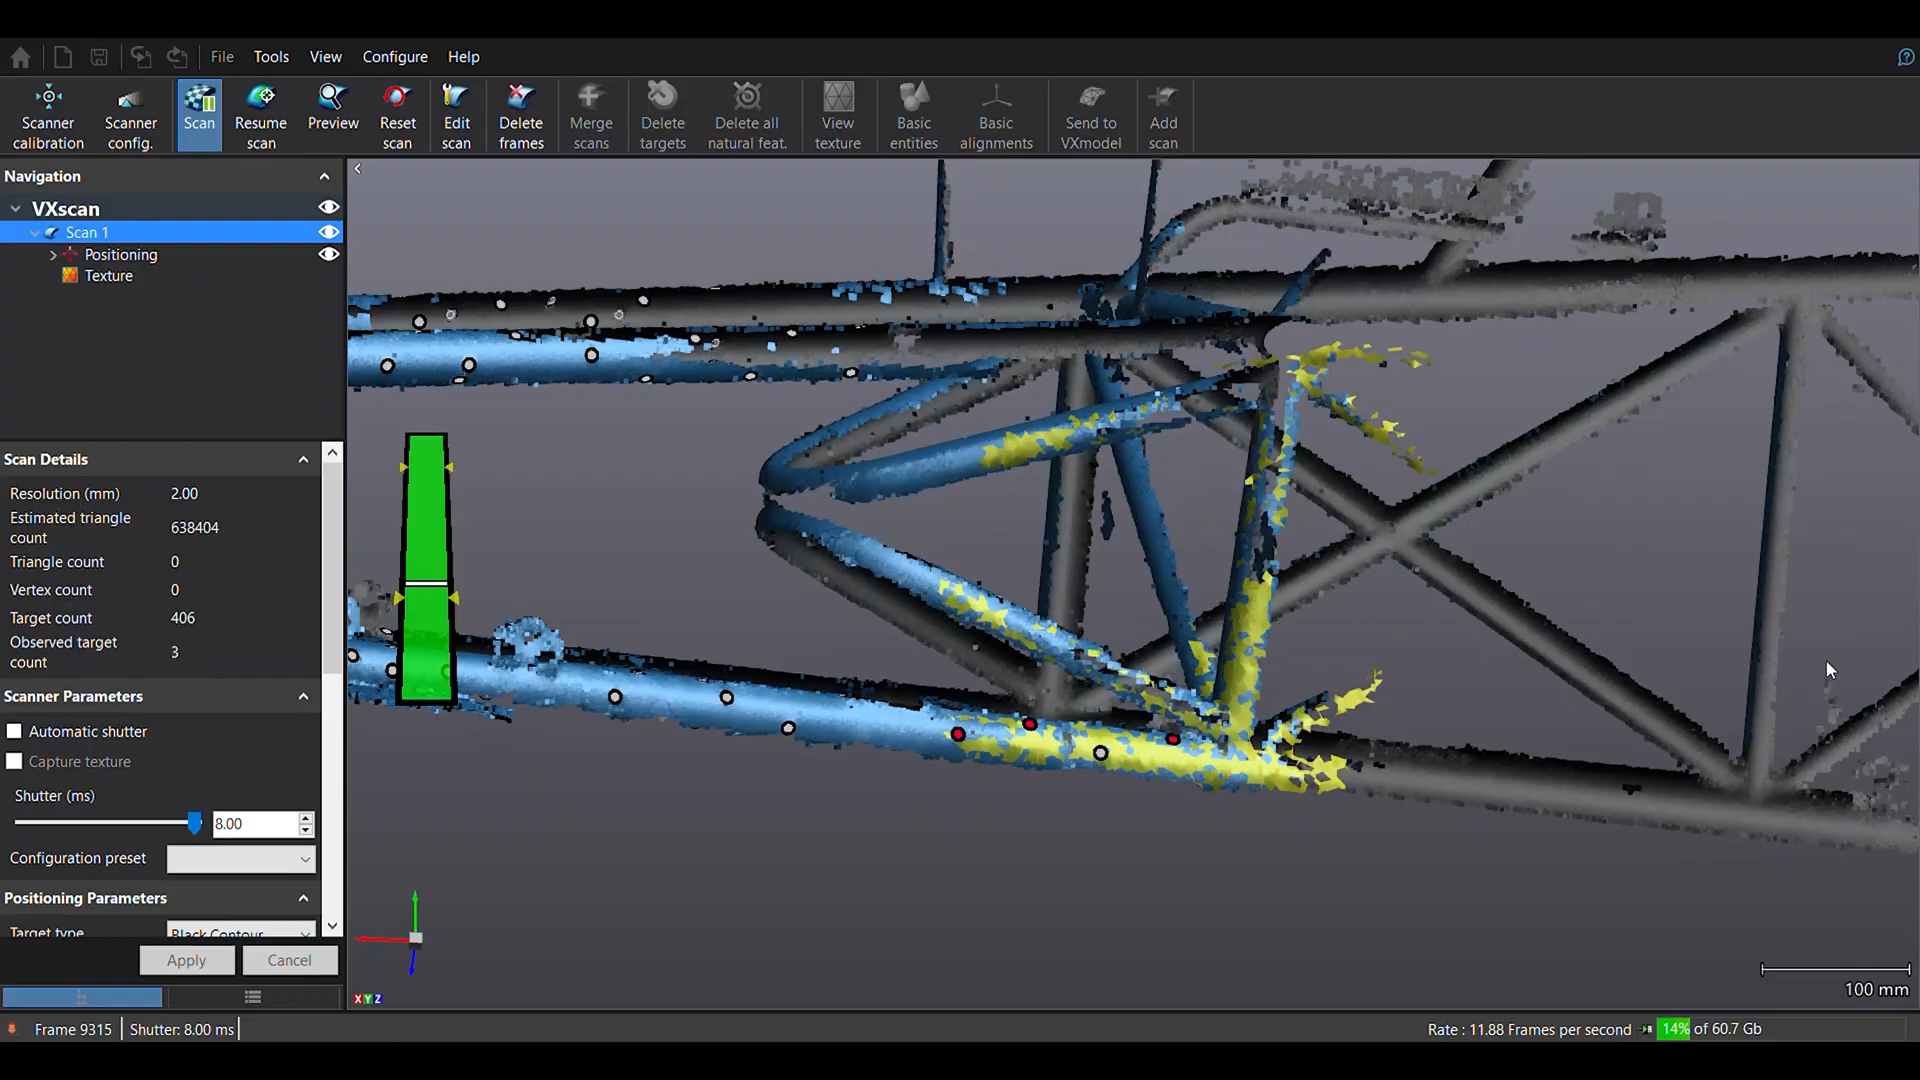 File Tools View Configure Help
Scanner calibration
Scanner config.
Scan
Resume scan
Preview
Reset scan
Edit scan
Delete frames
Merge scans
Delete targets
Delete all natural feat.
View texture
Basic entities
Basic alignments
Send to VXmodel
Add scan
Navigation
VXscan
Scan 1
Positioning
Texture
Scan Details
Resolution (mm) 2.00
Estimated triangle count 638404
Triangle count 0
Vertex count 0
Target count 406
Observed target count 3
Scanner Parameters
Automatic shutter
Capture texture
Shutter (ms)
8.00
Configuration preset
Positioning Parameters
Target type Black Contour
Apply Cancel
X Y Z
100 mm
Frame 9315 Shutter: 8.00 ms
Rate : 11.88 Frames per second 14% of 60.7 Gb